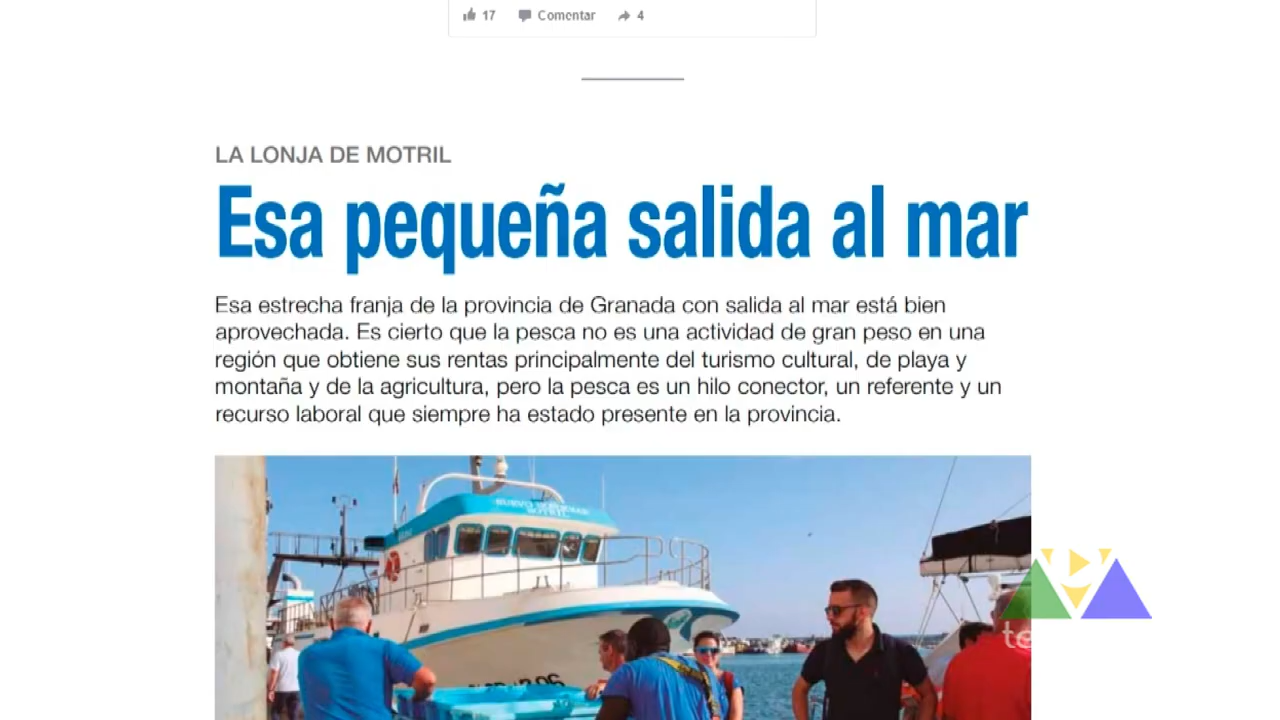 17 Comentar 4
LA LONJA DE MOTRIL
Esa pequeña salida al mar
Esa estrecha franja de la provincia de Granada con salida al mar está bien
aprovechada. Es cierto que la pesca no es una actividad de gran peso en una
región que obtiene sus rentas principalmente del turismo cultural, de playa y
montaña y de la agricultura, pero la pesca es un hilo conector, un referente y un
recurso laboral que siempre ha estado presente en la provincia.
NUEVO
MOTRIL
te